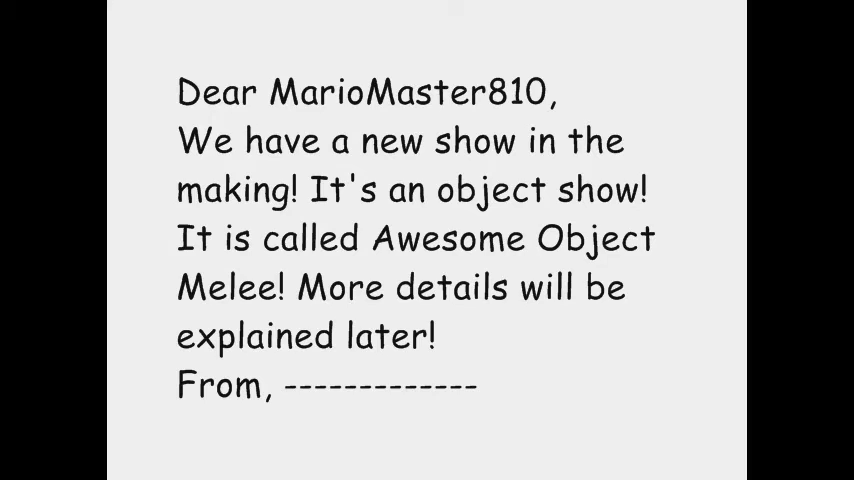 Dear MarioMaster810,
We have a new show in the
making! It's an object show!
It is called Awesome Object
Melee! More details will be
explained later!
From, -------------